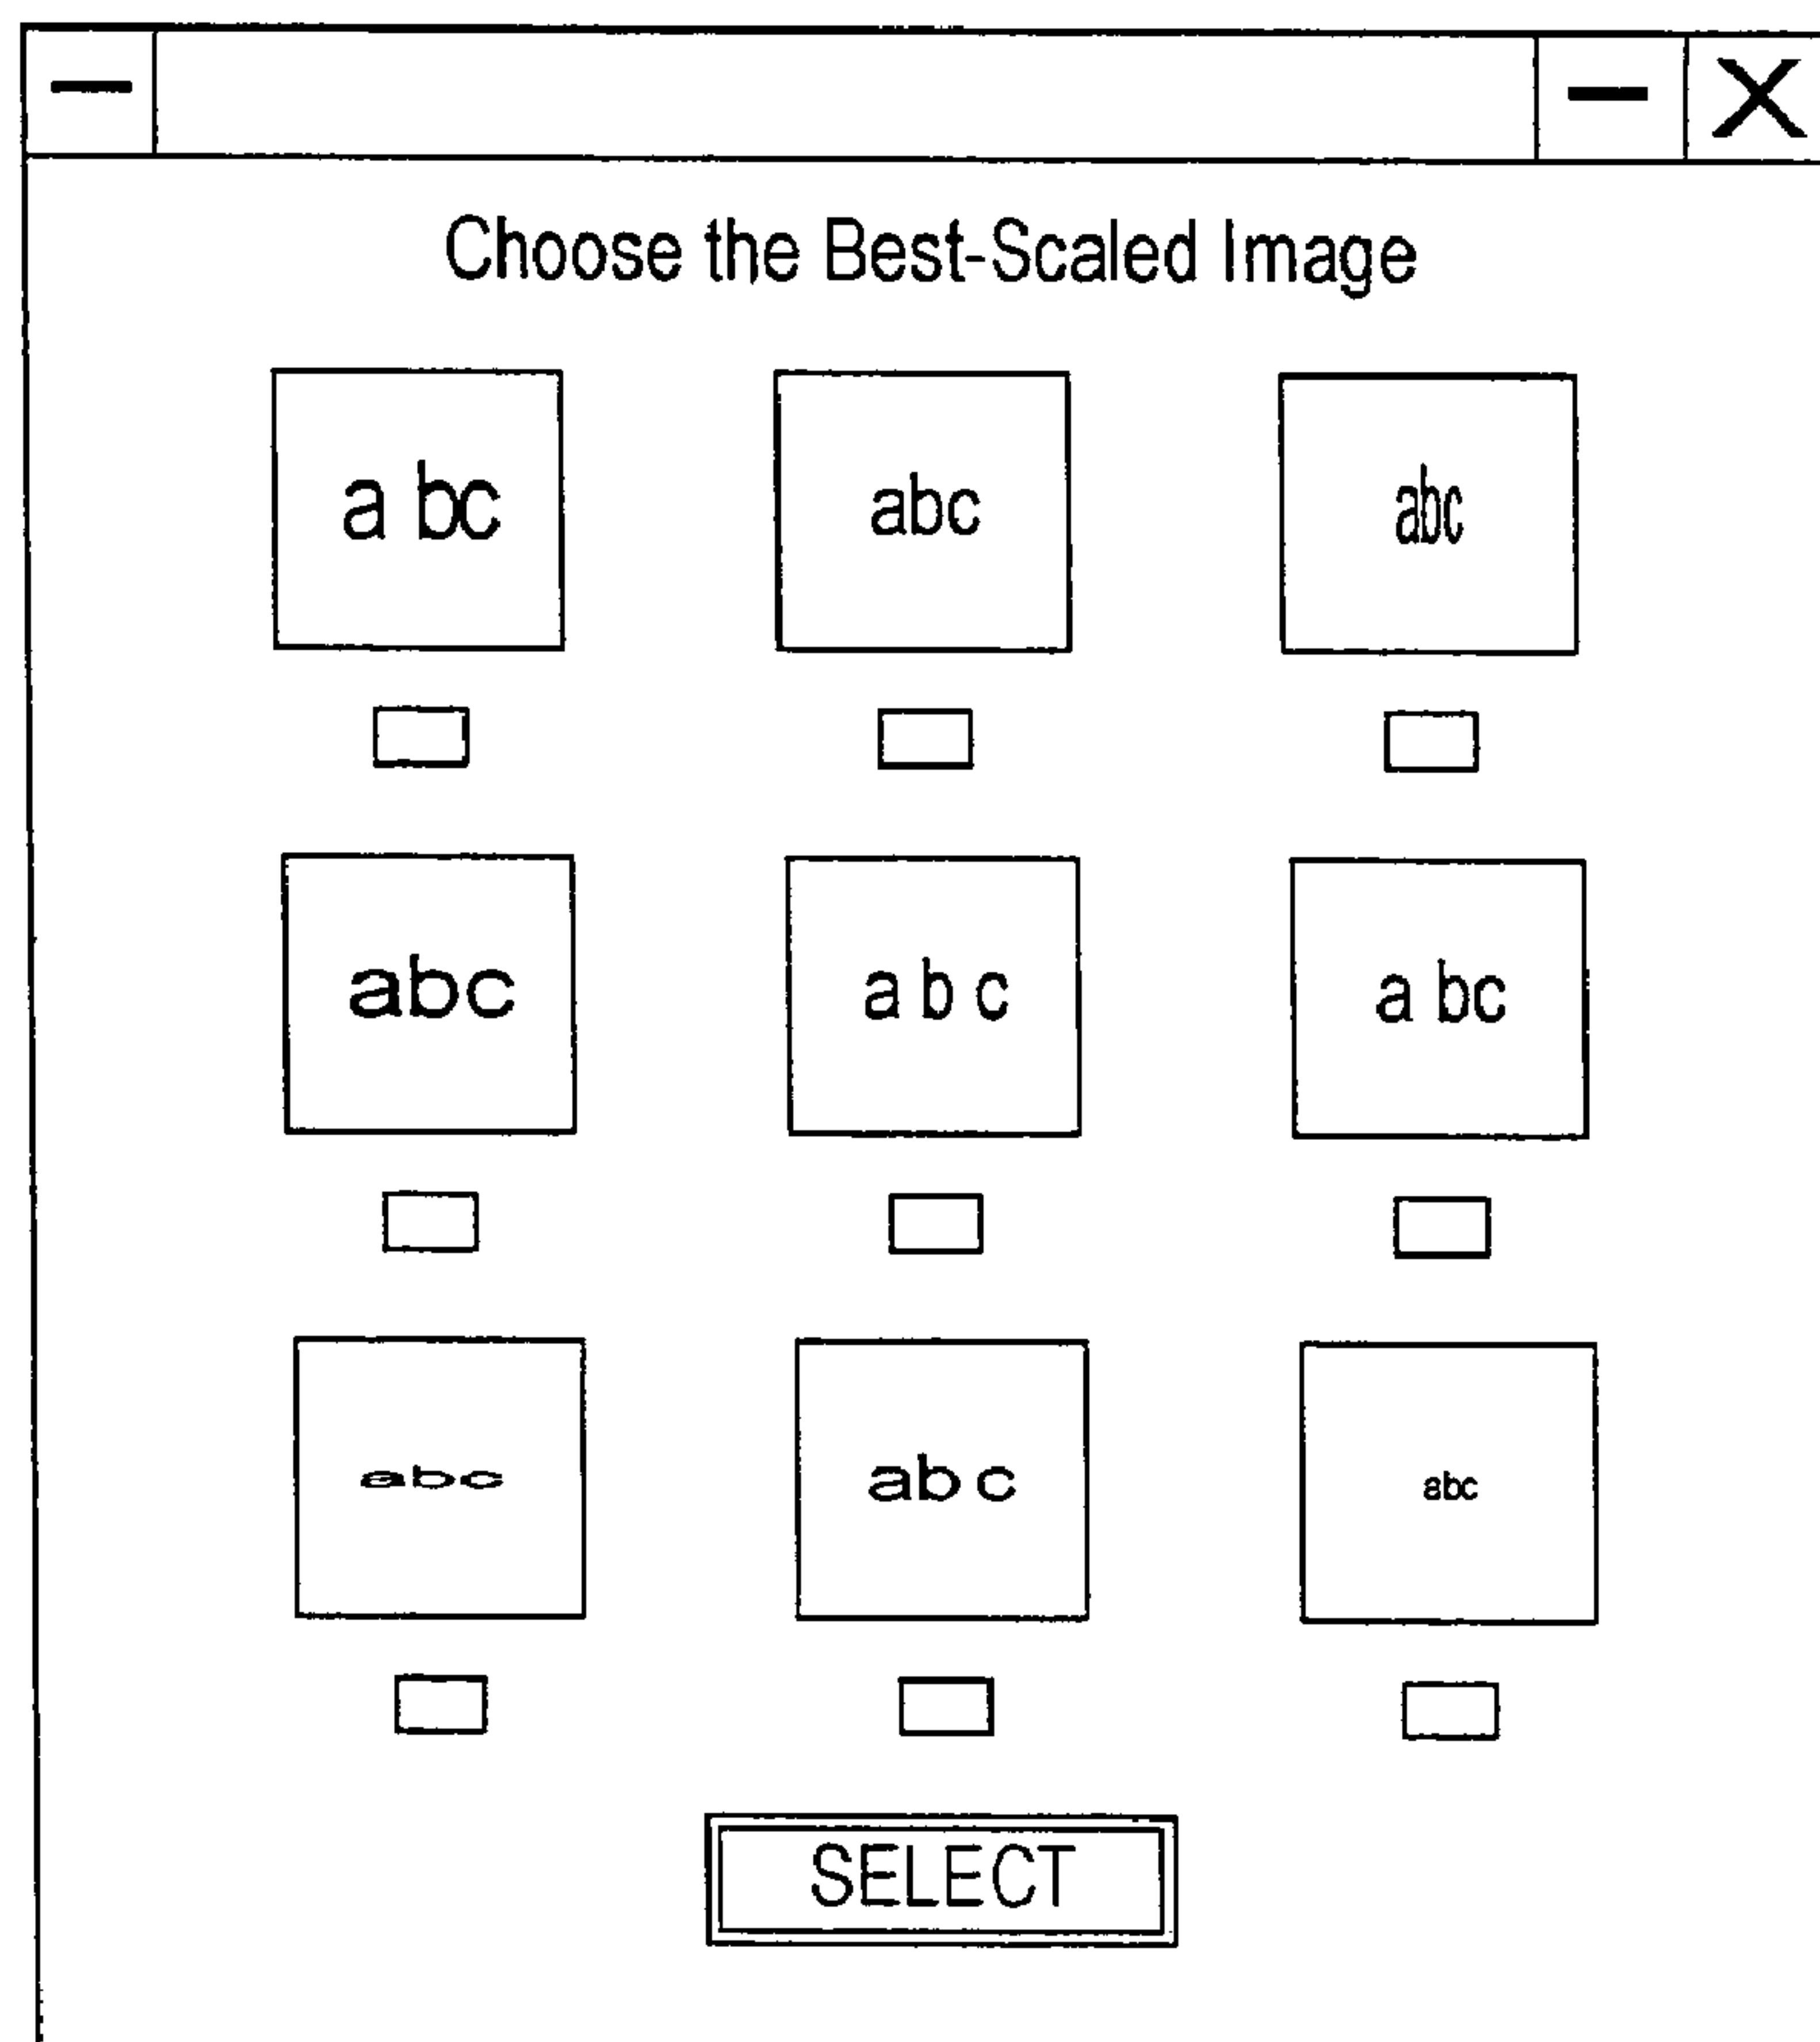 Choose the Best-Scaled Image
a bc abc abc
abc a b c a bc
abc ab c abc
SELECT